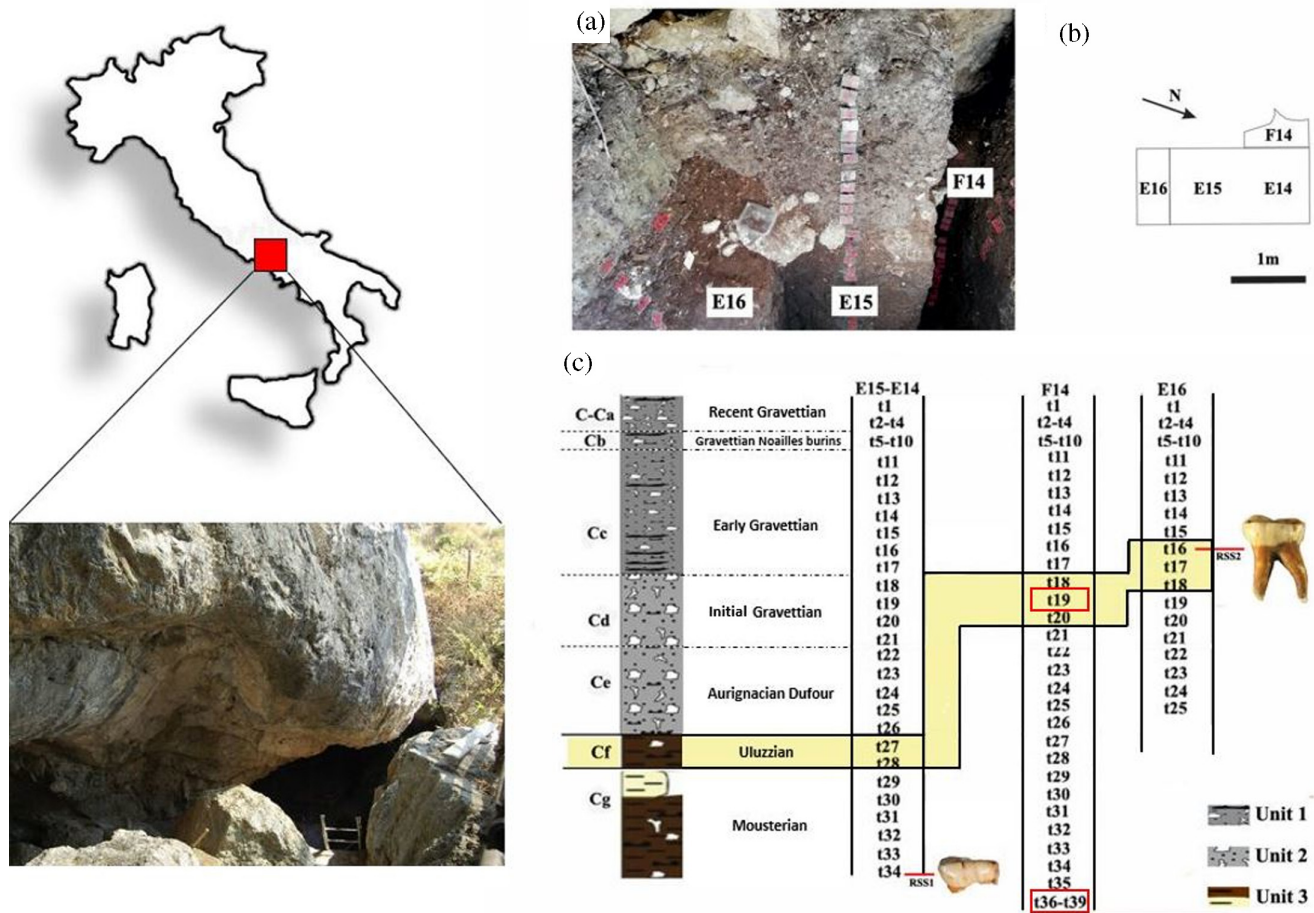 (a)
F14
E16
E15
(b)
N
F14
E16
E15
E14
1m
(c)
E15-E14
F14
E16
C-Ca
Cb
Cc
Cd
Ce
Cf
Cg
Recent Gravettian
Gravettian Noailles burins
Early Gravettian
Initial Gravettian
Aurignacian Dufour
Uluzzian
Mousterian
t1
t2-t4
t5-t10
t11
t12
t13
t14
t15
t16
t17
t18
t19
t20
t21
t22
t23
t24
t25
t26
t27
t28
t29
t30
t31
t32
t33
t34
RSS1
t1
t2-t4
t5-t10
t11
t12
t13
t14
t15
t16
t17
t18
t19
t20
t21
t22
t23
t24
t25
t26
t27
t28
t29
t30
t31
t32
t33
t34
t35
t36-t39
t1
t2-t4
t5-t10
t11
t12
t13
t14
t15
t16
t17
t18
t19
t20
t21
t22
t23
t24
t25
RSS2
Unit 1
Unit 2
Unit 3